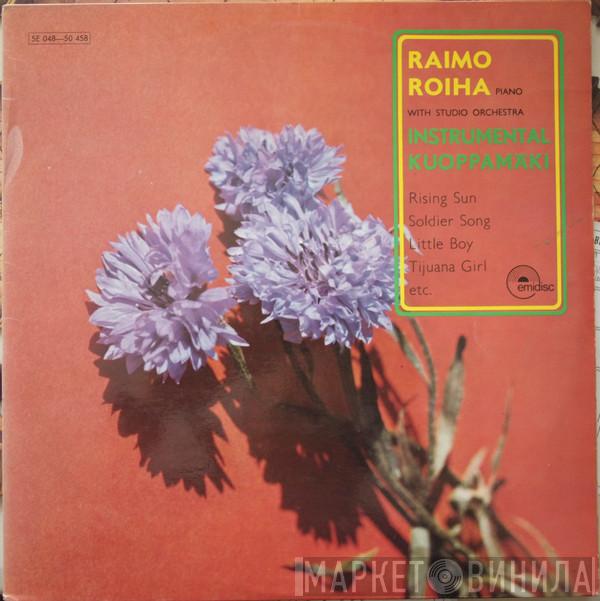 5E 048—50 458
RAIMO
ROIHA PIANO
WITH STUDIO ORCHESTRA
INSTRUMENTAL
KUOPPAMÄKI
Rising Sun
Soldier Song
Little Boy
Tijuana Girl
etc.
emidisc
МАРКЕТ ВИНИЛА